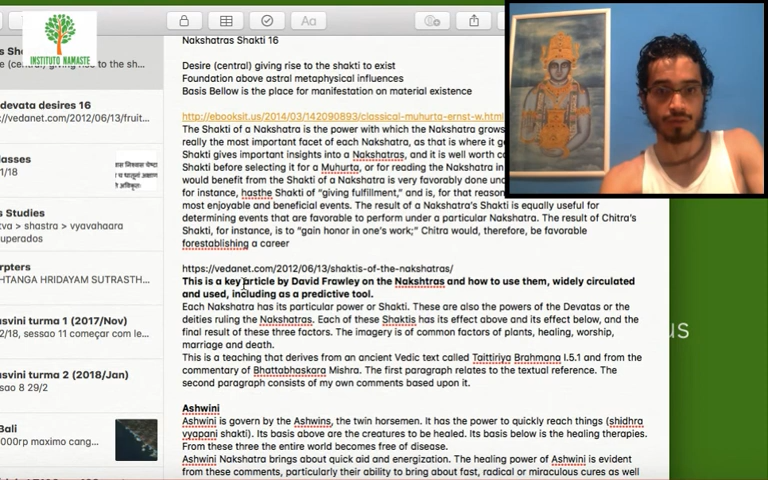 INSTITUTO NAMASTE
s Sha
e (central) giving rise to the sh...
devata desires 16
://vedanet.com/2012/06/13/fruit...
lasses
1/18
s Studies
tva > shastra > vyavahaara
uperados
rpters
HTANGA HRIDAYAM SUTRASTH...
asvini turma 1 (2017/Nov)
2/18, sessao 11 começar com le...
asvini turma 2 (2018/Jan)
sao 8 29/2
Bali
000rp maximo cang...
Aa
Nakshatras Shakti 16
Desire (central) giving rise to the shakti to exist
Foundation above astral metaphysical influences
Basis Bellow is the place for manifestation on material existence
http://ebooksit.us/2014/03/142090893/classical-muhurta-ernst-w.html
The Shakti of a Nakshatra is the power with which the Nakshatra grows
really the most important facet of each Nakshatra, as that is where it g
Shakti gives important insights into a Nakshatras, and it is well worth c
Shakti before selecting it for a Muhurta, or for reading the Nakshatra in
would benefit from the Shakti of a Nakshatra is very favorably done un
for instance, hasthe Shakti of “giving fulfillment,” and is, for that reason
most enjoyable and beneficial events. The result of a Nakshatra’s Shakti is equally useful for
determining events that are favorable to perform under a particular Nakshatra. The result of Chitra’s
Shakti, for instance, is to “gain honor in one’s work;” Chitra would, therefore, be favorable
forestablishing a career
https://vedanet.com/2012/06/13/shaktis-of-the-nakshatras/
This is a key article by David Frawley on the Nakshtras and how to use them, widely circulated
and used, including as a predictive tool.
Each Nakshatra has its particular power or Shakti. These are also the powers of the Devatas or the
deities ruling the Nakshatras. Each of these Shaktis has its effect above and its effect below, and the
final result of these three factors. The imagery is of common factors of plants, healing, worship,
marriage and death.
This is a teaching that derives from an ancient Vedic text called Taittiriya Brahmana I.5.1 and from the
commentary of Bhattabhaskara Mishra. The first paragraph relates to the textual reference. The
second paragraph consists of my own comments based upon it.
Ashwini
Ashwini is govern by the Ashwins, the twin horsemen. It has the power to quickly reach things (shidhra
vyapani shakti). Its basis above are the creatures to be healed. Its basis below is the healing therapies.
From these three the entire world becomes free of disease.
Ashwini Nakshatra brings about quick aid and energization. The healing power of Ashwini is evident
from these comments, particularly their ability to bring about fast, radical or miraculous cures as well
us